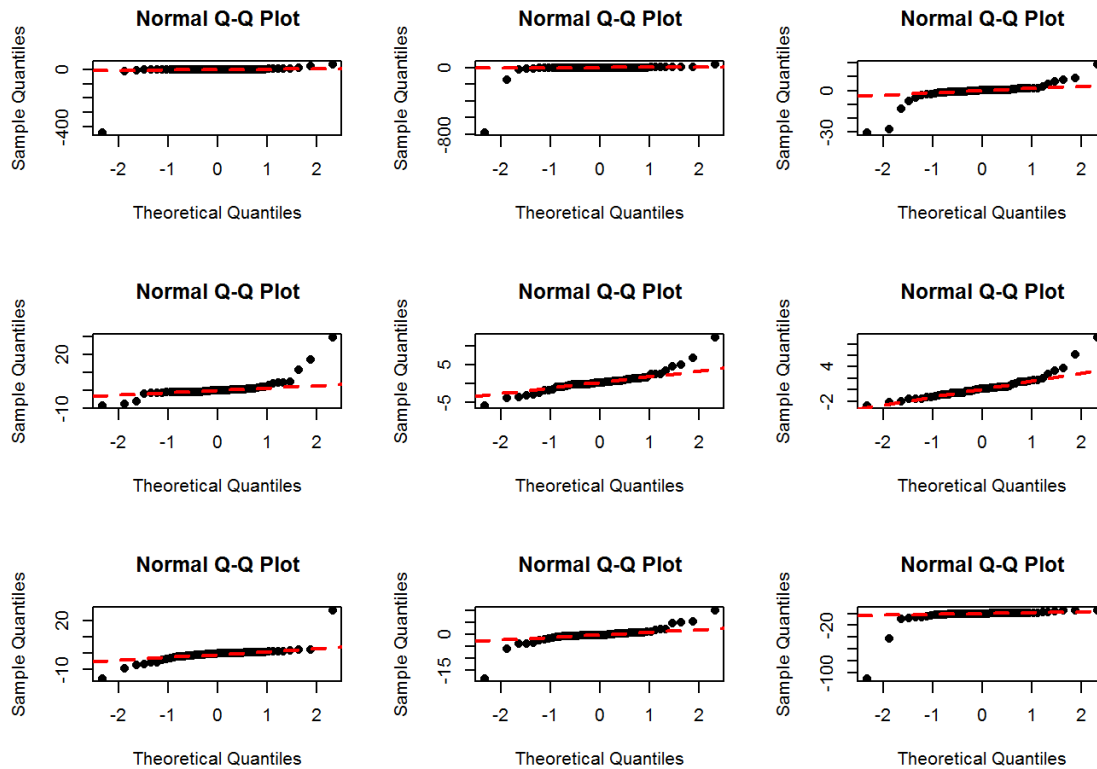 Normal Q-Q Plot Normal Q-Q Plot Normal Q-Q Plot
Sample Quantiles Sample Quantiles Sample Quantiles
0 0 0
-400 -800 -30
-2 -1 0 1 2 -2 -1 0 1 2 -2 -1 0 1 2
Theoretical Quantiles Theoretical Quantiles Theoretical Quantiles
Normal Q-Q Plot Normal Q-Q Plot Normal Q-Q Plot
Sample Quantiles Sample Quantiles Sample Quantiles
20 5 4
-10 -5 -2
-2 -1 0 1 2 -2 -1 0 1 2 -2 -1 0 1 2
Theoretical Quantiles Theoretical Quantiles Theoretical Quantiles
Normal Q-Q Plot Normal Q-Q Plot Normal Q-Q Plot
Sample Quantiles Sample Quantiles Sample Quantiles
20 0 -20
-10 -15 -100
-2 -1 0 1 2 -2 -1 0 1 2 -2 -1 0 1 2
Theoretical Quantiles Theoretical Quantiles Theoretical Quantiles